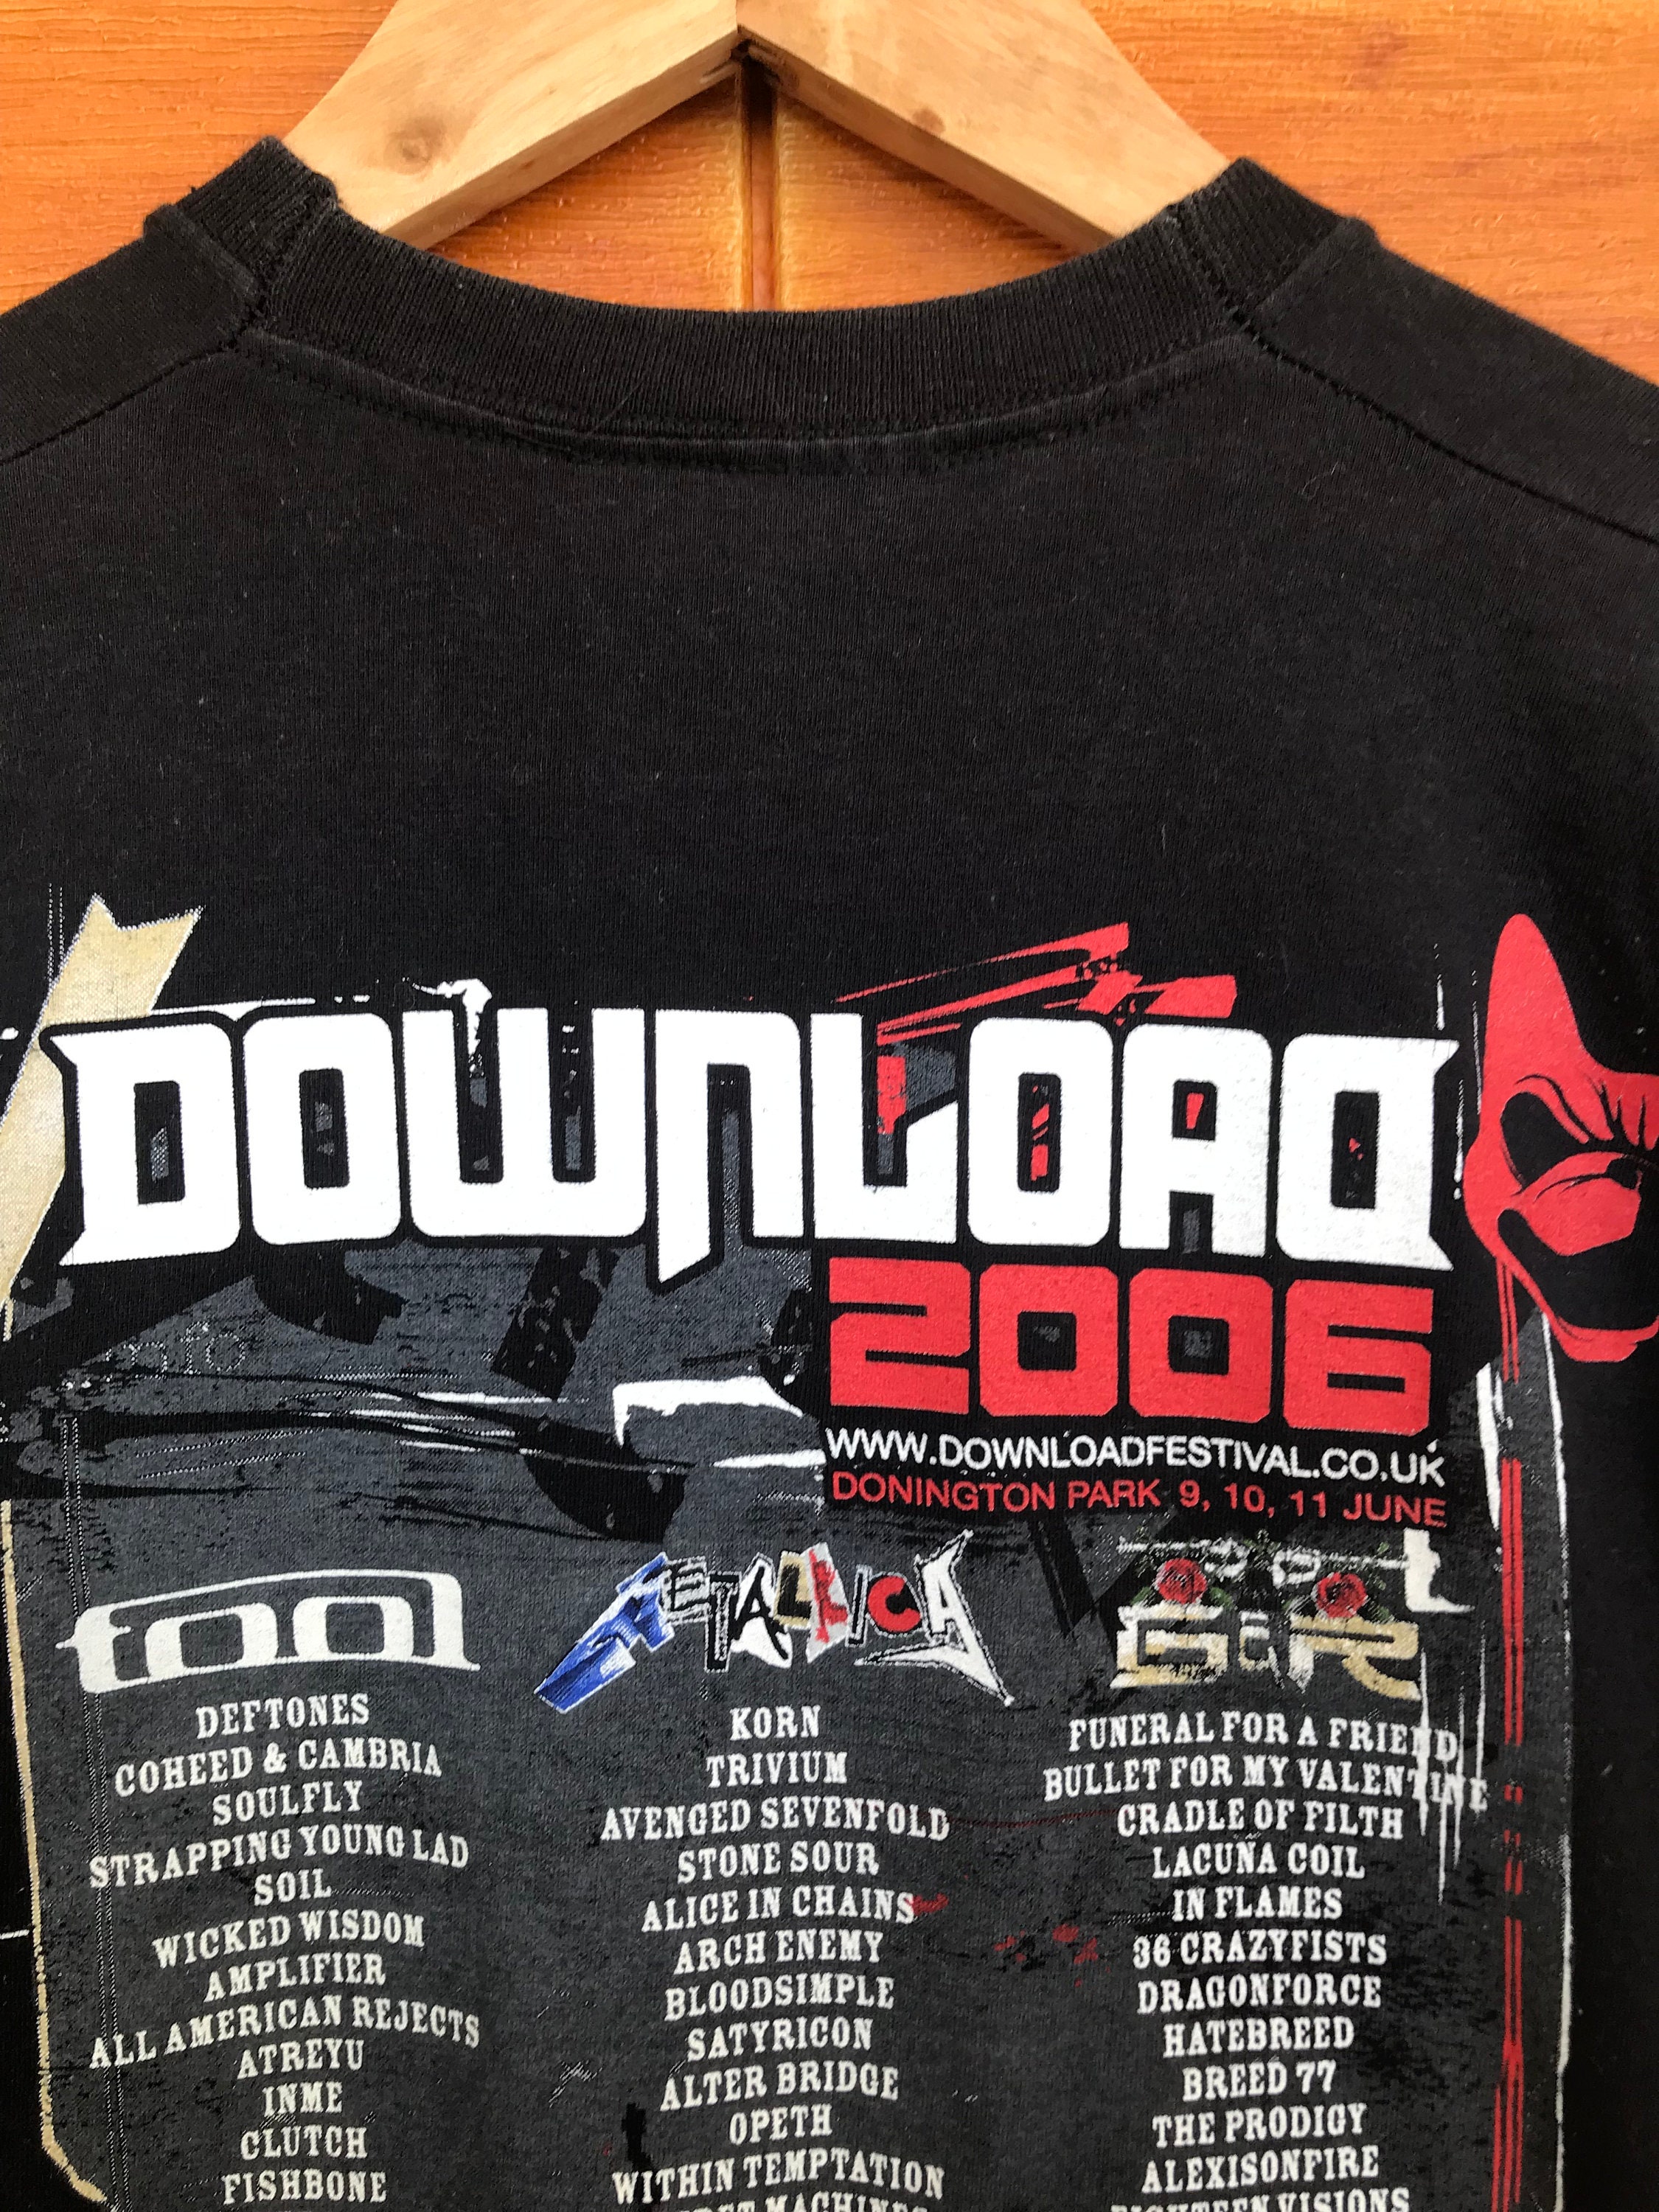 DOWNLOAD
2006
WWW.DOWNLOADFESTIVAL.CO.UK
DONINGTON PARK 9, 10, 11 JUNE
tool
DEFTONES
COHEED & CAMBRIA
SOULFLY
STRAPPING YOUNG LAD
SOIL
WICKED WISDOM
AMPLIFIER
ALL AMERICAN REJECTS
ATREYU
INME
CLUTCH
FISHBONE
METALLICA
KORN
TRIVIUM
AVENGED SEVENFOLD
STONE SOUR
ALICE IN CHAINS
ARCH ENEMY
BLOODSIMPLE
SATYRICON
ALTER BRIDGE
OPETH
WITHIN TEMPTATION
MACHINES
G N R
FUNERAL FOR A FRIEND
BULLET FOR MY VALENTINE
CRADLE OF FILTH
LACUNA COIL
IN FLAMES
36 CRAZYFISTS
DRAGONFORCE
HATEBREED
BREED 77
THE PRODIGY
ALEXISONFIRE
EIGHTEEN VISIONS